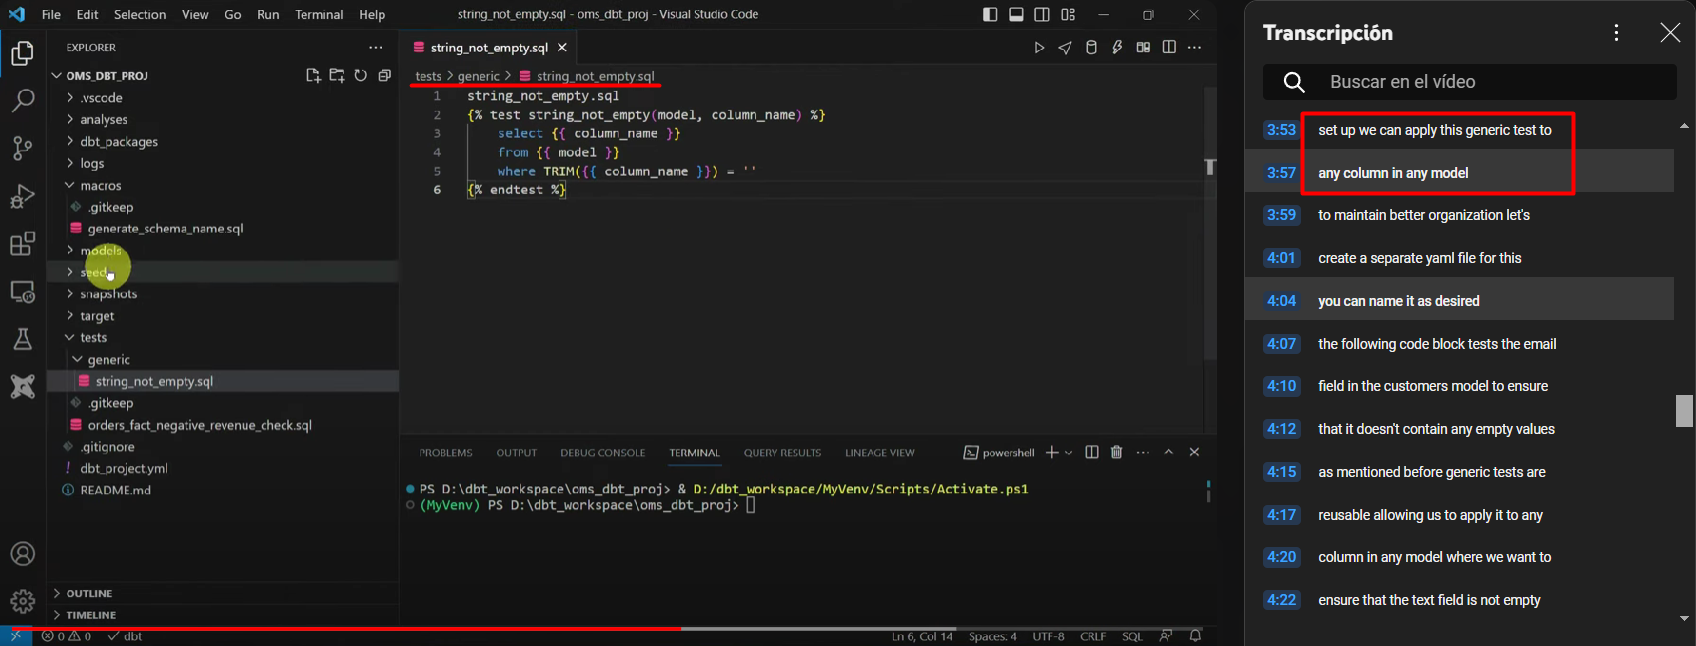 File Edit Selection View Go Run Terminal Help
string_not_empty.sql - oms_dbt_proj - Visual Studio Code
EXPLORER
OMS_DBT_PROJ
.vscode
analyses
dbt_packages
logs
macros
.gitkeep
generate_schema_name.sql
models
seeds
snapshots
target
tests
generic
string_not_empty.sql
.gitkeep
orders_fact_negative_revenue_check.sql
.gitignore
dbt_project.yml
README.md
OUTLINE
TIMELINE
string_not_empty.sql
tests > generic > string_not_empty.sql
1 string_not_empty.sql
2 {% test string_not_empty(model, column_name) %}
3 select {{ column_name }}
4 from {{ model }}
5 where TRIM({{ column_name }}) = ''
6 {% endtest %}
PROBLEMS OUTPUT DEBUG CONSOLE TERMINAL QUERY RESULTS LINEAGE VIEW powershell
PS D:\dbt_workspace\oms_dbt_proj> & D:/dbt_workspace/MyVenv/Scripts/Activate.ps1
(MyVenv) PS D:\dbt_workspace\oms_dbt_proj>
0 0 dbt
Ln 6, Col 14 Spaces: 4 UTF-8 CRLF SQL
Transcripción
Buscar en el vídeo
3:53 set up we can apply this generic test to
3:57 any column in any model
3:59 to maintain better organization let's
4:01 create a separate yaml file for this
4:04 you can name it as desired
4:07 the following code block tests the email
4:10 field in the customers model to ensure
4:12 that it doesn't contain any empty values
4:15 as mentioned before generic tests are
4:17 reusable allowing us to apply it to any
4:20 column in any model where we want to
4:22 ensure that the text field is not empty